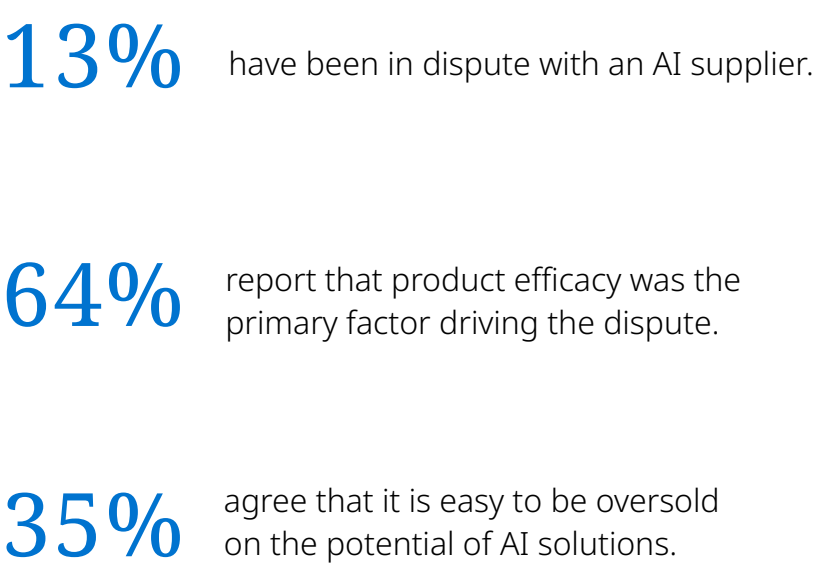 13%
have been in dispute with an AI supplier.
64%
report that product efficacy was the
primary factor driving the dispute.
35%
agree that it is easy to be oversold
on the potential of AI solutions.